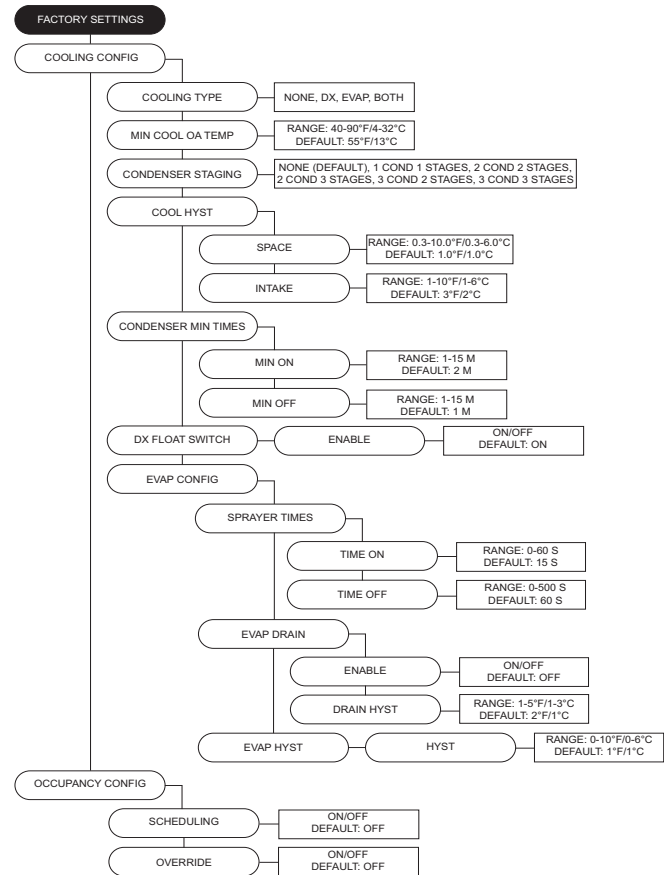 FACTORY SETTINGS
COOLING CONFIG
COOLING TYPE
NONE, DX, EVAP, BOTH
MIN COOL OA TEMP
RANGE: 40-90°F/4-32°C
DEFAULT: 55°F/13°C
CONDENSER STAGING
NONE (DEFAULT), 1 COND 1 STAGES, 2 COND 2 STAGES,
2 COND 3 STAGES, 3 COND 2 STAGES, 3 COND 3 STAGES
COOL HYST
SPACE
RANGE: 0.3-10.0°F/0.3-6.0°C
DEFAULT: 1.0°F/1.0°C
INTAKE
RANGE: 1-10°F/1-6°C
DEFAULT: 3°F/2°C
CONDENSER MIN TIMES
MIN ON
RANGE: 1-15 M
DEFAULT: 2 M
MIN OFF
RANGE: 1-15 M
DEFAULT: 1 M
DX FLOAT SWITCH
ENABLE
ON/OFF
DEFAULT: ON
EVAP CONFIG
SPRAYER TIMES
TIME ON
RANGE: 0-60 S
DEFAULT: 15 S
TIME OFF
RANGE: 0-500 S
DEFAULT: 60 S
EVAP DRAIN
ENABLE
ON/OFF
DEFAULT: OFF
DRAIN HYST
RANGE: 1-5°F/1-3°C
DEFAULT: 2°F/1°C
EVAP HYST
HYST
RANGE: 0-10°F/0-6°C
DEFAULT: 1°F/1°C
OCCUPANCY CONFIG
SCHEDULING
ON/OFF
DEFAULT: OFF
OVERRIDE
ON/OFF
DEFAULT: OFF